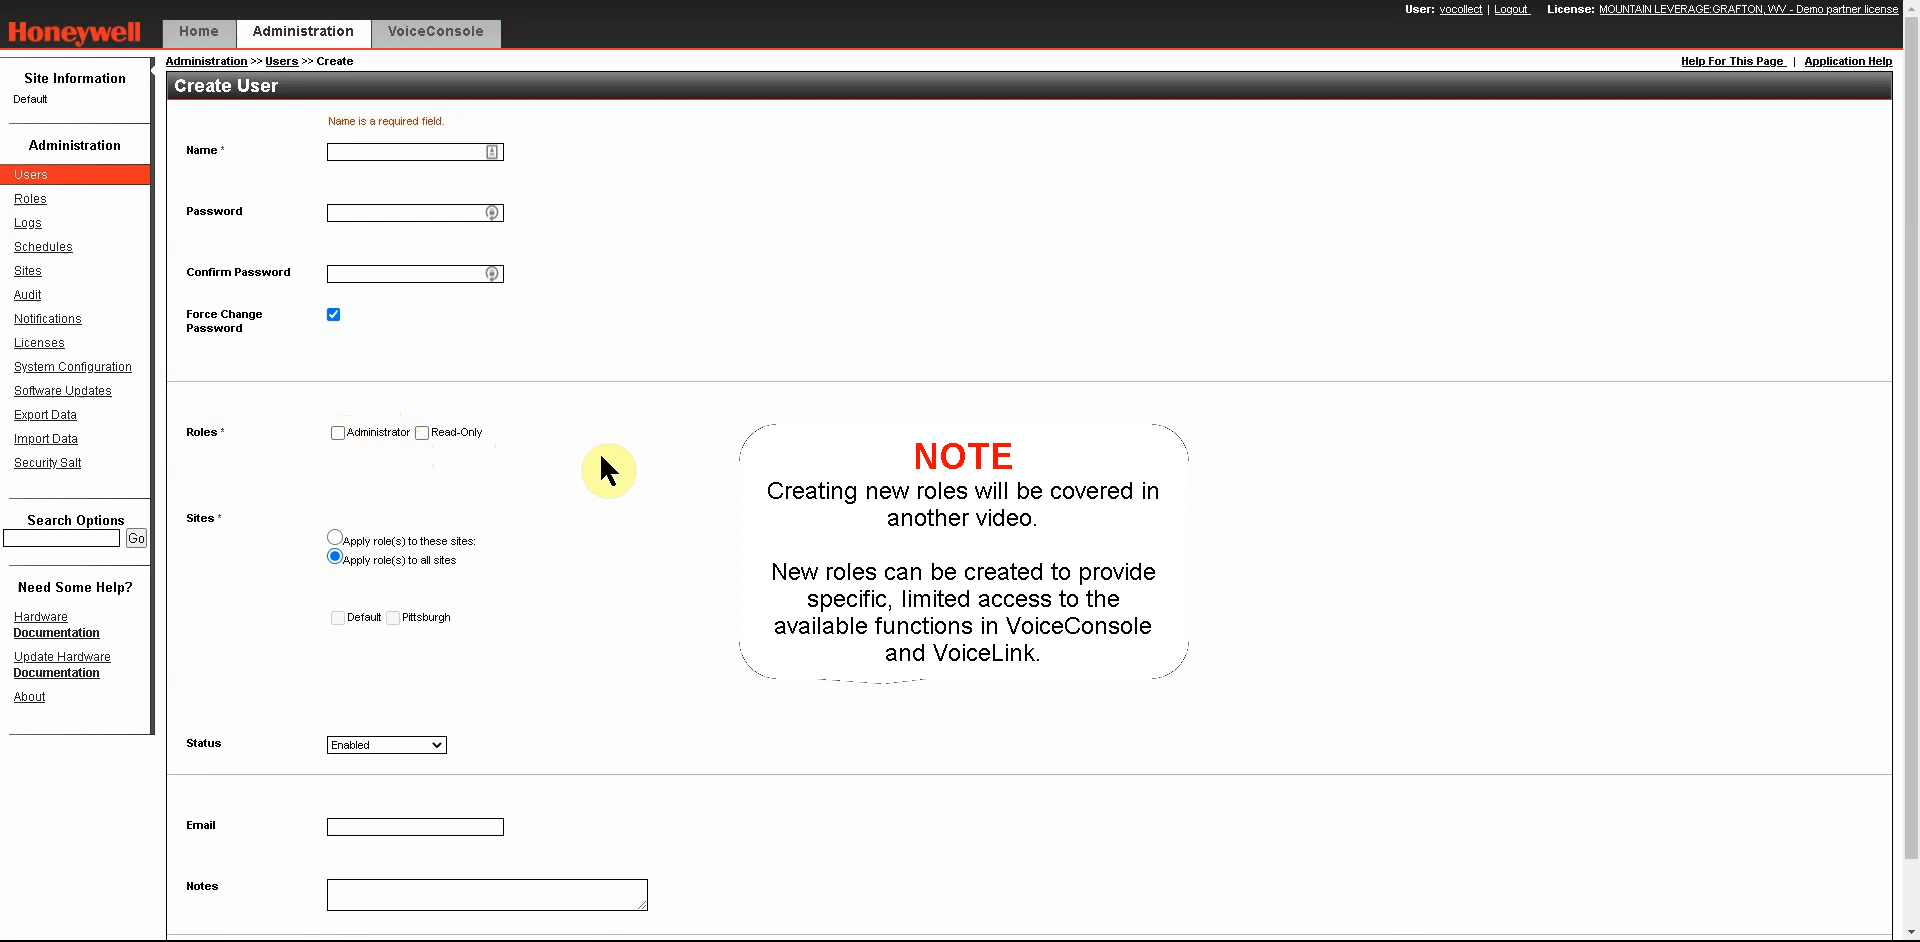 User: vocollect | Logout License: MOUNTAIN LEVERAGE:GRAFTON, WV - Demo partner license
Honeywell
Home Administration VoiceConsole
Administration >> Users >> Create
Help For This Page | Application Help
Site Information
Default
Administration
Users
Roles
Logs
Schedules
Sites
Audit
Notifications
Licenses
System Configuration
Software Updates
Export Data
Import Data
Security Salt
Search Options
Go
Need Some Help?
Hardware
Documentation
Update Hardware
Documentation
About
Create User
Name is a required field.
Name *
Password
Confirm Password
Force Change
Password
Roles *
Administrator Read-Only
Sites *
Apply role(s) to these sites:
Apply role(s) to all sites
Default Pittsburgh
Status
Enabled
Email
Notes
NOTE
Creating new roles will be covered in
another video.
New roles can be created to provide
specific, limited access to the
available functions in VoiceConsole
and VoiceLink.